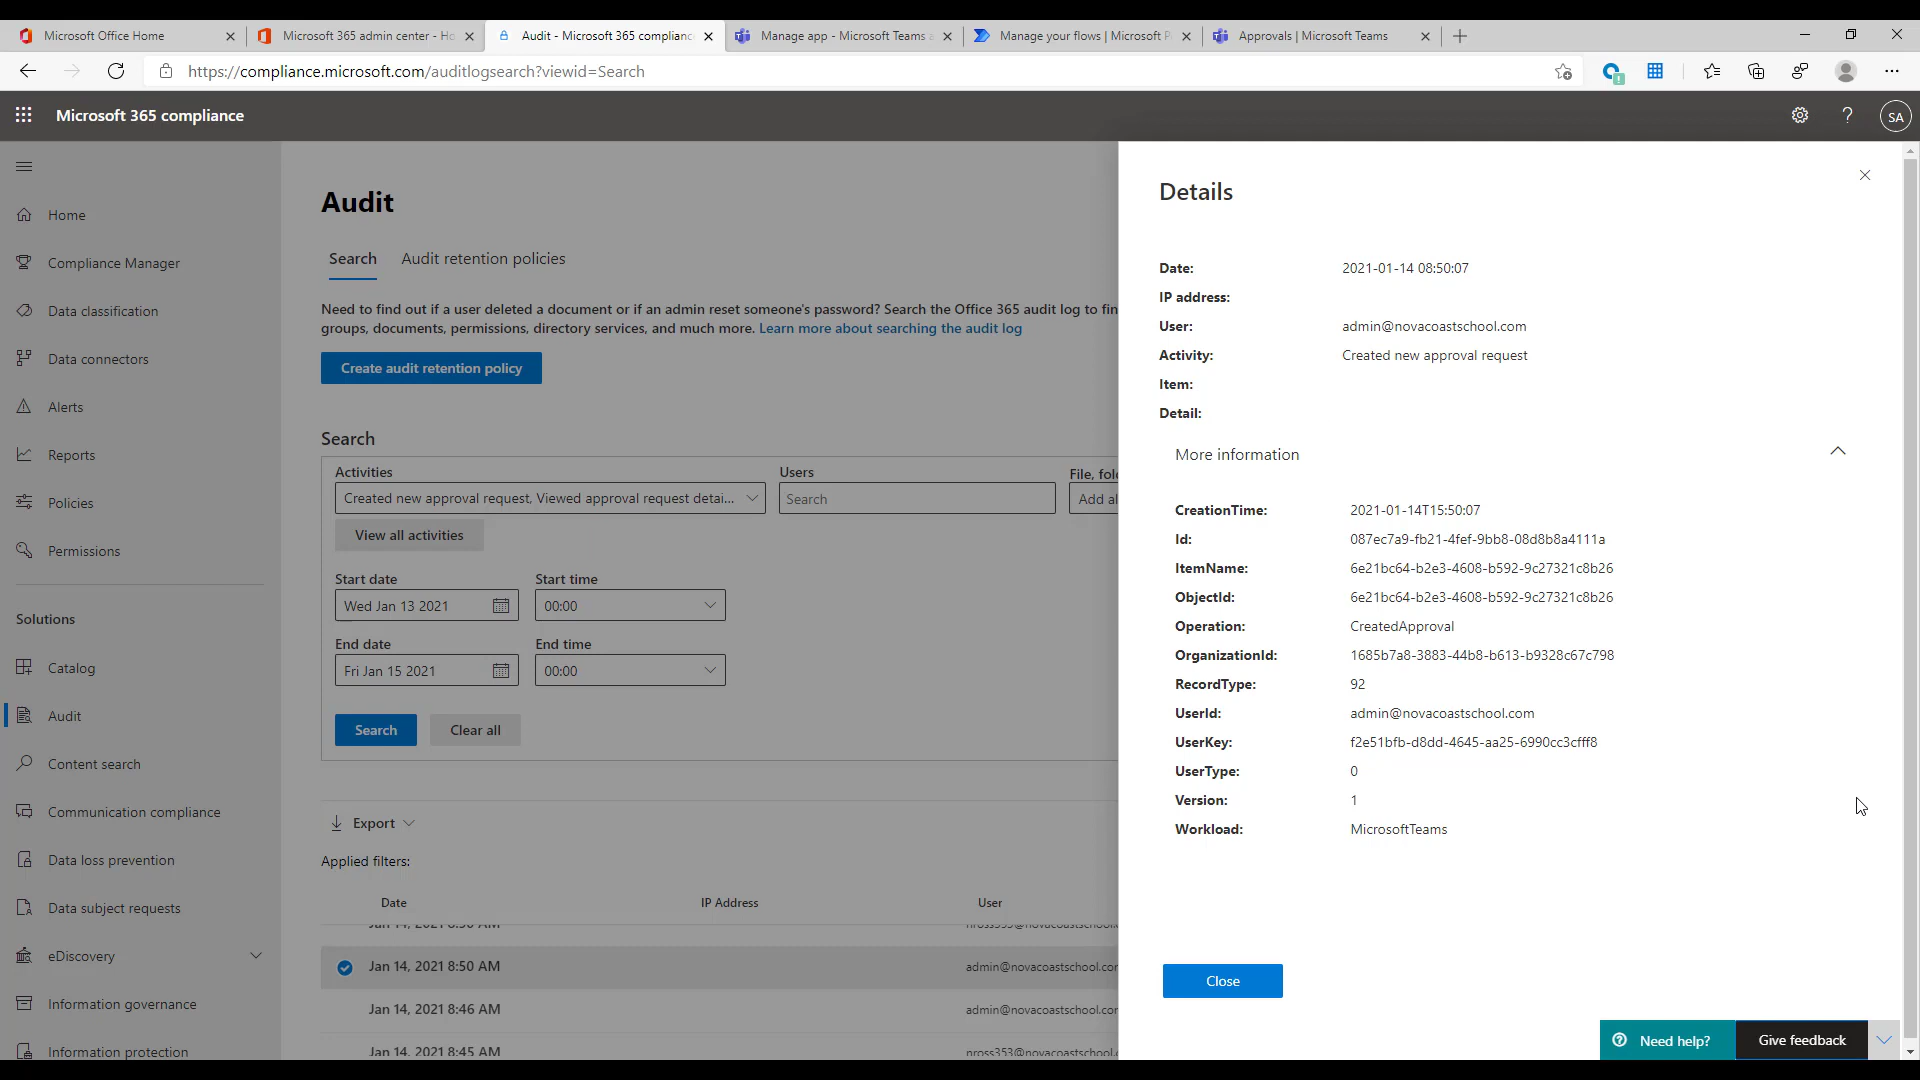 Microsoft Office Home
Microsoft 365 admin center - Ho
Audit - Microsoft 365 complianc
Manage app - Microsoft Teams a
Manage your flows | Microsoft P
Approvals | Microsoft Teams
https://compliance.microsoft.com/auditlogsearch?viewid=Search
Microsoft 365 compliance
SA
Home
Compliance Manager
Data classification
Data connectors
Alerts
Reports
Policies
Permissions
Solutions
Catalog
Audit
Content search
Communication compliance
Data loss prevention
Data subject requests
eDiscovery
Information governance
Information protection
Audit
Search Audit retention policies
Need to find out if a user deleted a document or if an admin reset someone's password? Search the Office 365 audit log to fin
groups, documents, permissions, directory services, and much more. Learn more about searching the audit log
Create audit retention policy
Search
Activities Users File, fol
Created new approval request, Viewed approval request detai... Search Add al
View all activities
Start date Start time
Wed Jan 13 2021 00:00
End date End time
Fri Jan 15 2021 00:00
Search Clear all
Export
Applied filters:
Date IP Address User
Jan 14, 2021 8:50 AM nross353@novacoastschool.c
Jan 14, 2021 8:50 AM admin@novacoastschool.cor
Jan 14, 2021 8:46 AM admin@novacoastschool.cor
Jan 14, 2021 8:45 AM nross353@novacoastschool.c
Details
Date: 2021-01-14 08:50:07
IP address:
User: admin@novacoastschool.com
Activity: Created new approval request
Item:
Detail:
More information
CreationTime: 2021-01-14T15:50:07
Id: 087ec7a9-fb21-4fef-9bb8-08d8b8a4111a
ItemName: 6e21bc64-b2e3-4608-b592-9c27321c8b26
ObjectId: 6e21bc64-b2e3-4608-b592-9c27321c8b26
Operation: CreatedApproval
OrganizationId: 1685b7a8-3883-44b8-b613-b9328c67c798
RecordType: 92
UserId: admin@novacoastschool.com
UserKey: f2e51bfb-d8dd-4645-aa25-6990cc3cfff8
UserType: 0
Version: 1
Workload: MicrosoftTeams
Close
Need help? Give feedback